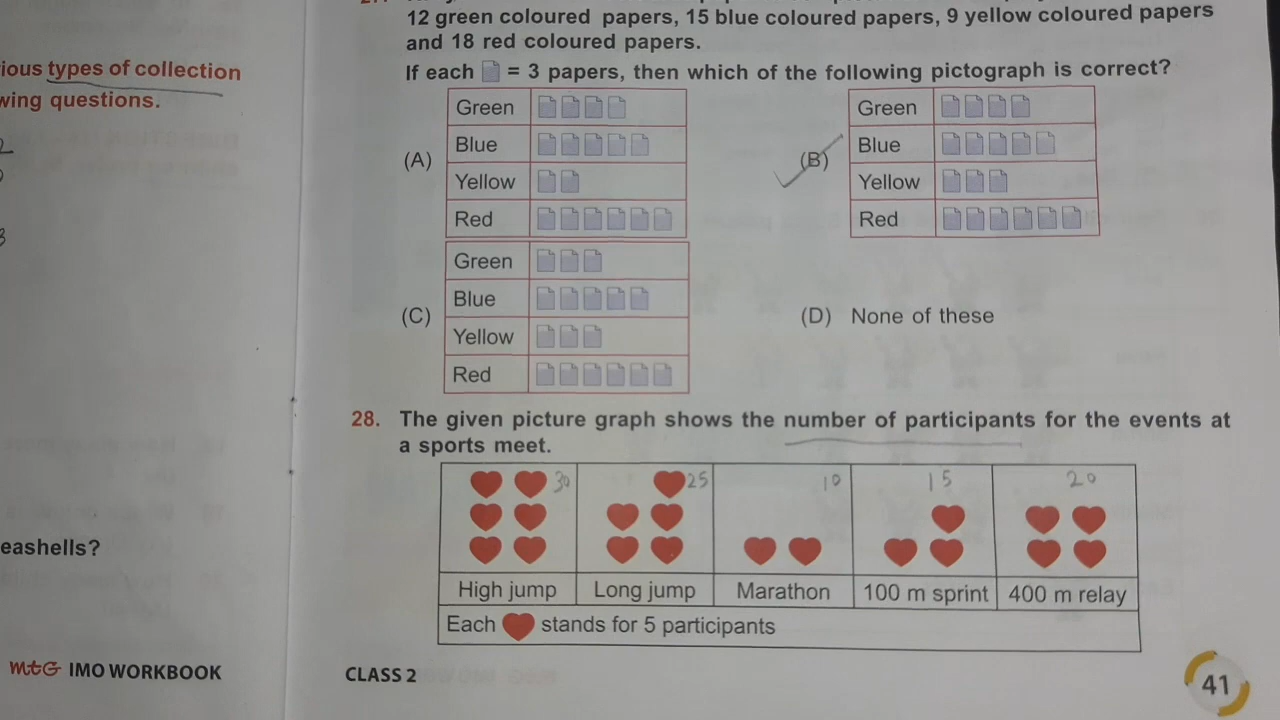 ious types of collection
wing questions.
eashells?
mtG IMO WORKBOOK
12 green coloured papers, 15 blue coloured papers, 9 yellow coloured papers
and 18 red coloured papers.
If each = 3 papers, then which of the following pictograph is correct?
(A)
Green
Blue
Yellow
Red
(B)
Green
Blue
Yellow
Red
(C)
Green
Blue
Yellow
Red
(D) None of these
28. The given picture graph shows the number of participants for the events at
a sports meet.
30 25 10 15 20
High jump Long jump Marathon 100 m sprint 400 m relay
Each stands for 5 participants
CLASS 2
41